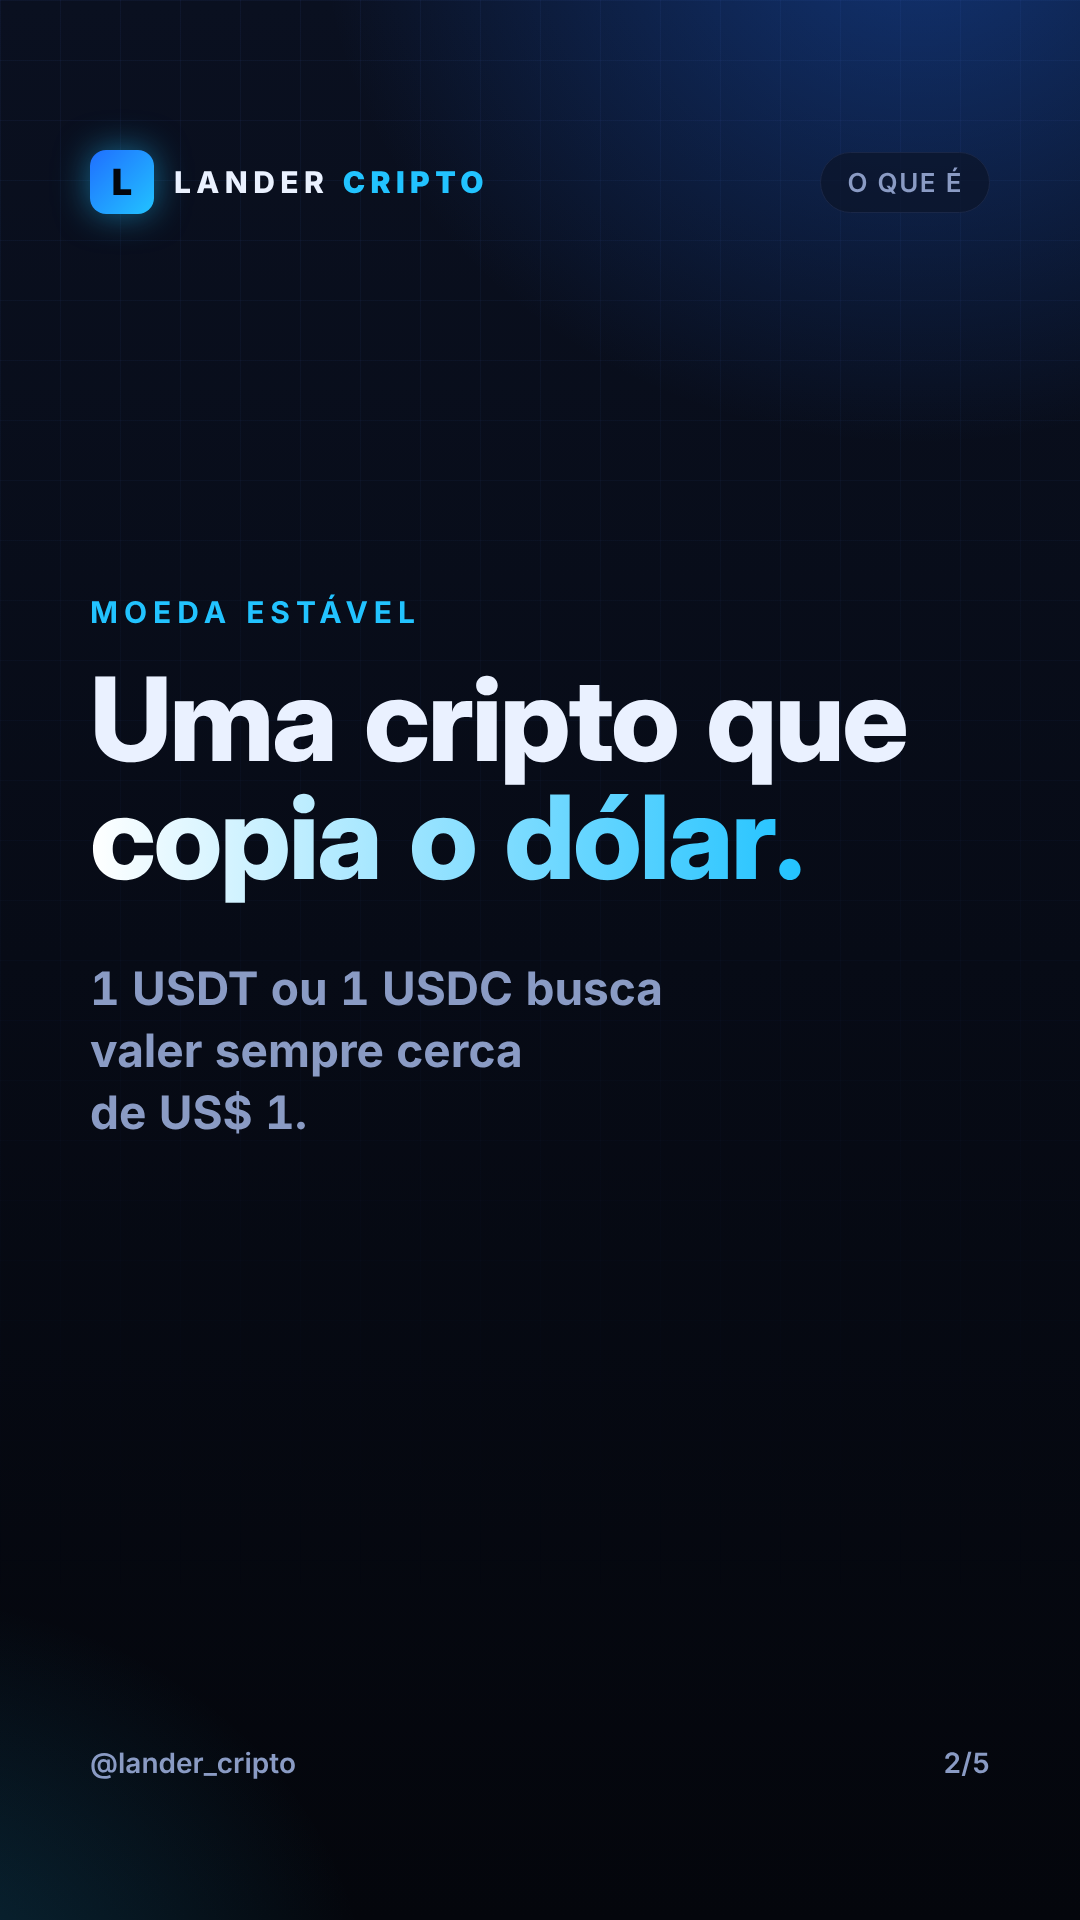 L LANDER CRIPTO
O QUE É
MOEDA ESTÁVEL
Uma cripto que
copia o dólar.
1 USDT ou 1 USDC busca
valer sempre cerca
de US$ 1.
@lander_cripto
2/5